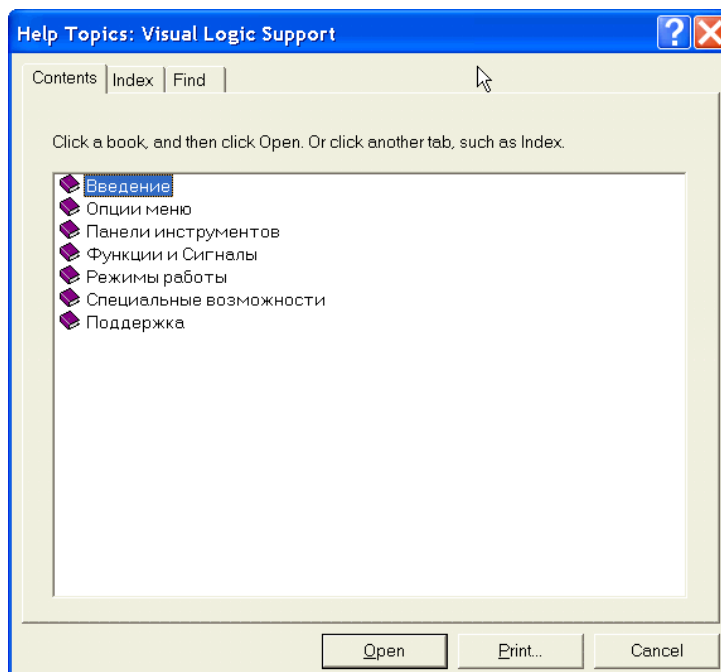 Help Topics: Visual Logic Support
Contents Index Find
Click a book, and then click Open. Or click another tab, such as Index.
Введение
Опции меню
Панели инструментов
Функции и Сигналы
Режимы работы
Специальные возможности
Поддержка
Open Print... Cancel